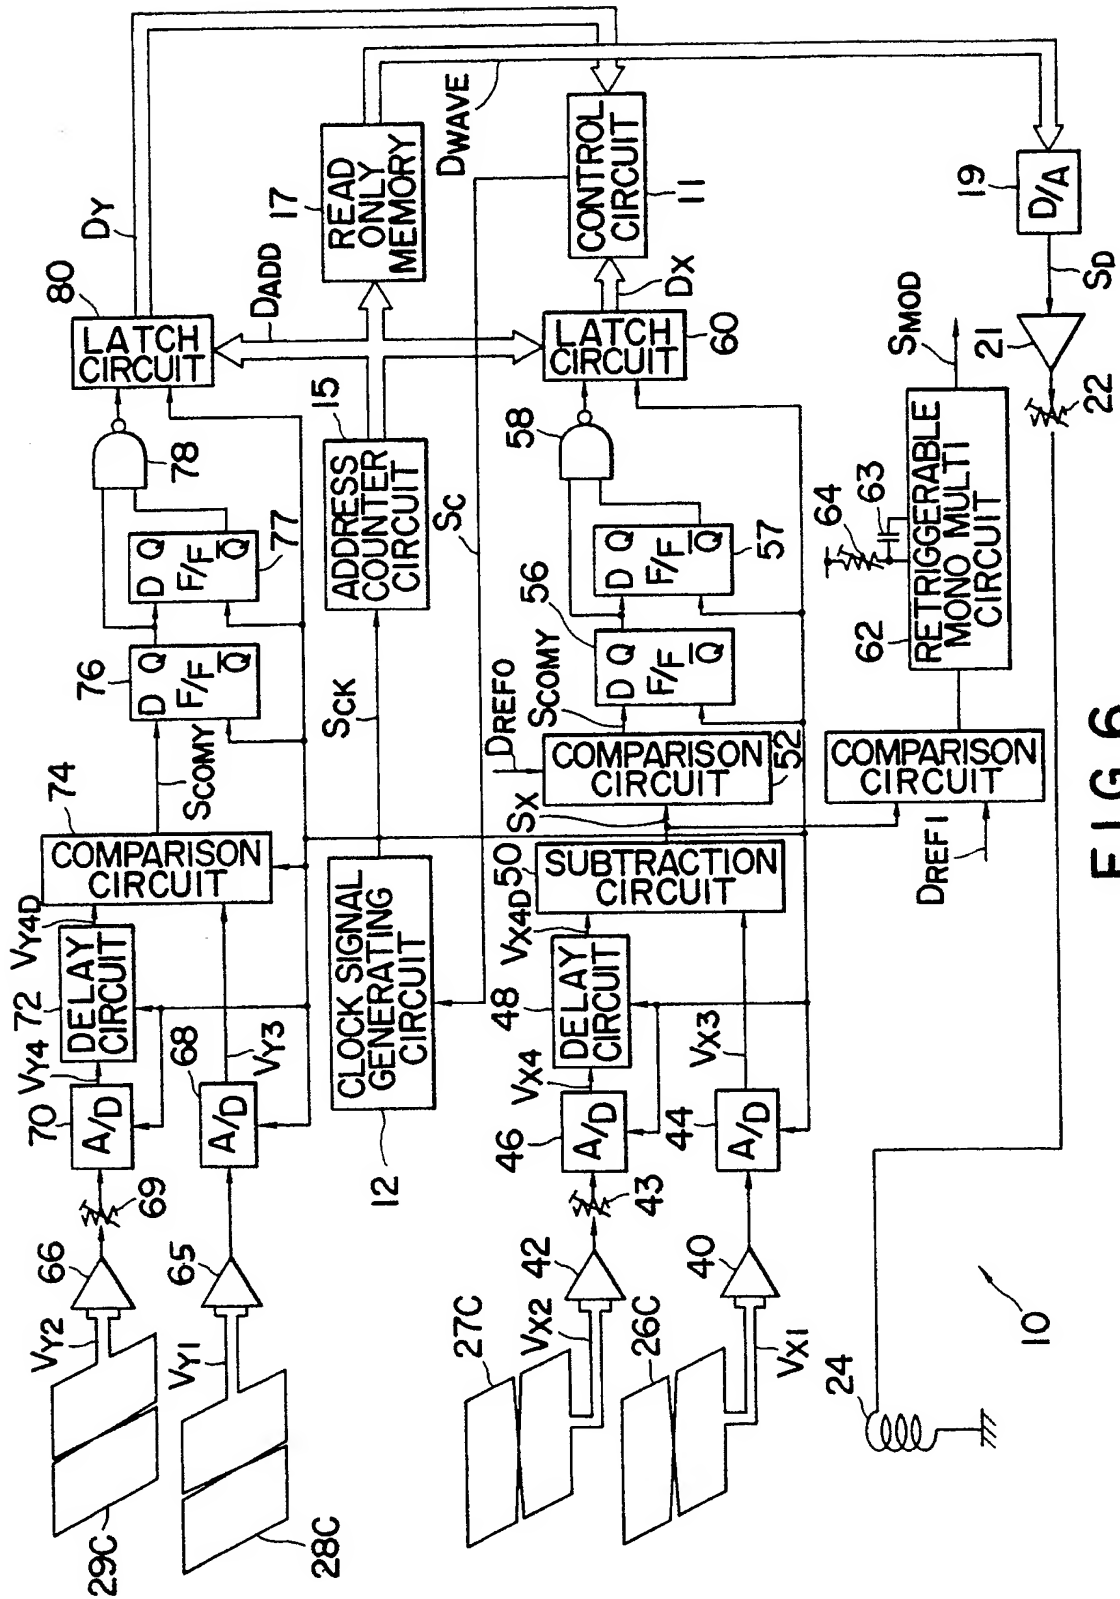 29C
VY2
66
69
70
A/D
VY4
72
DELAY
CIRCUIT
VY4D
74
COMPARISON
CIRCUIT
SCOMY
76
D Q
F/F
Q
77
D Q
F/F
Q
78
80
LATCH
CIRCUIT
DY
28C
VY1
65
68
A/D
VY3
12
CLOCK SIGNAL
GENERATING
CIRCUIT
SCK
15
ADDRESS
COUNTER
CIRCUIT
DADD
17
READ
ONLY
MEMORY
DWAVE
SC
27C
VX2
42
43
46
A/D
VX4
48
DELAY
CIRCUIT
VX4D
50
SUBTRACTION
CIRCUIT
SX
DREF0
COMPARISON
CIRCUIT
52
SCOMY
56
D Q
F/F
Q
57
D Q
F/F
Q
58
LATCH
CIRCUIT
60
DX
CONTROL
CIRCUIT
11
26C
VX1
40
44
A/D
VX3
DREF1
COMPARISON
CIRCUIT
62
RETRIGGERABLE
MONO MULTI
CIRCUIT
64
63
SMOD
19
D/A
SD
21
22
24
10
FIG.6